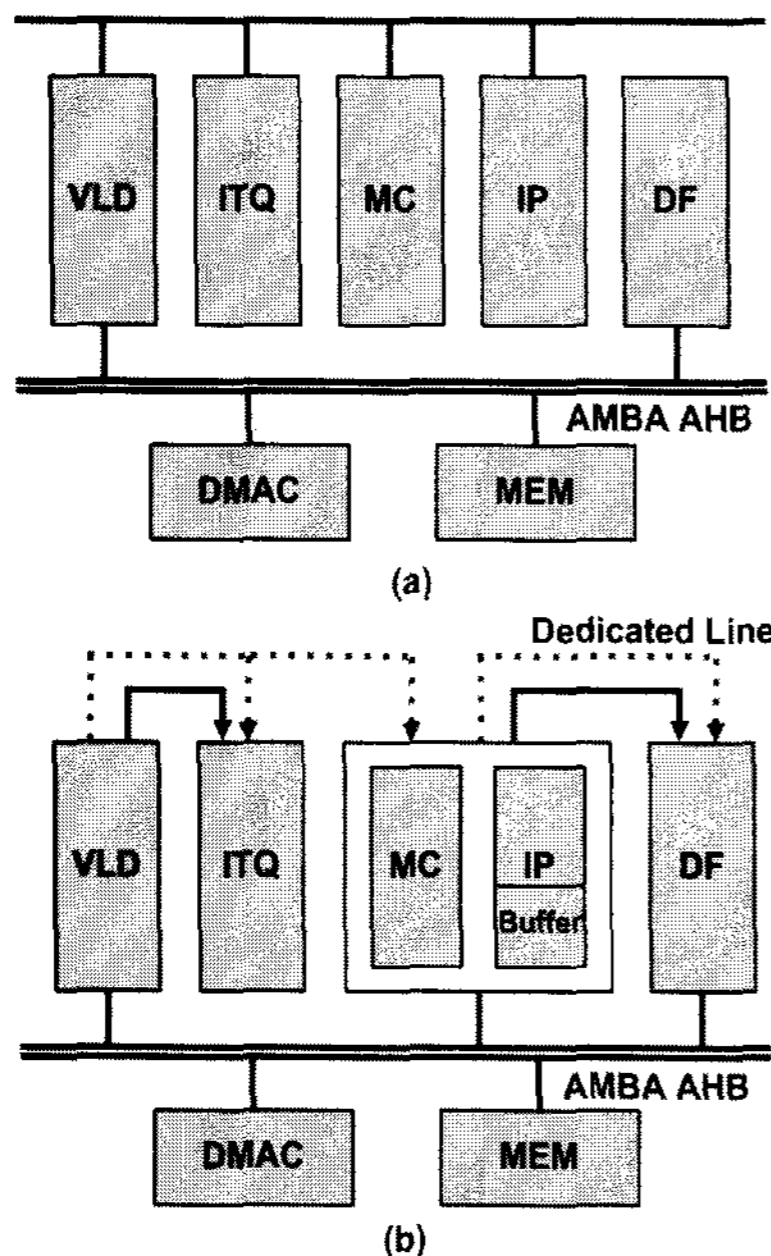 VLD ITQ MC IP DF
AMBA AHB
DMAC MEM
(a)
Dedicated Line
VLD ITQ MC IP DF
Buffer
AMBA AHB
DMAC MEM
(b)